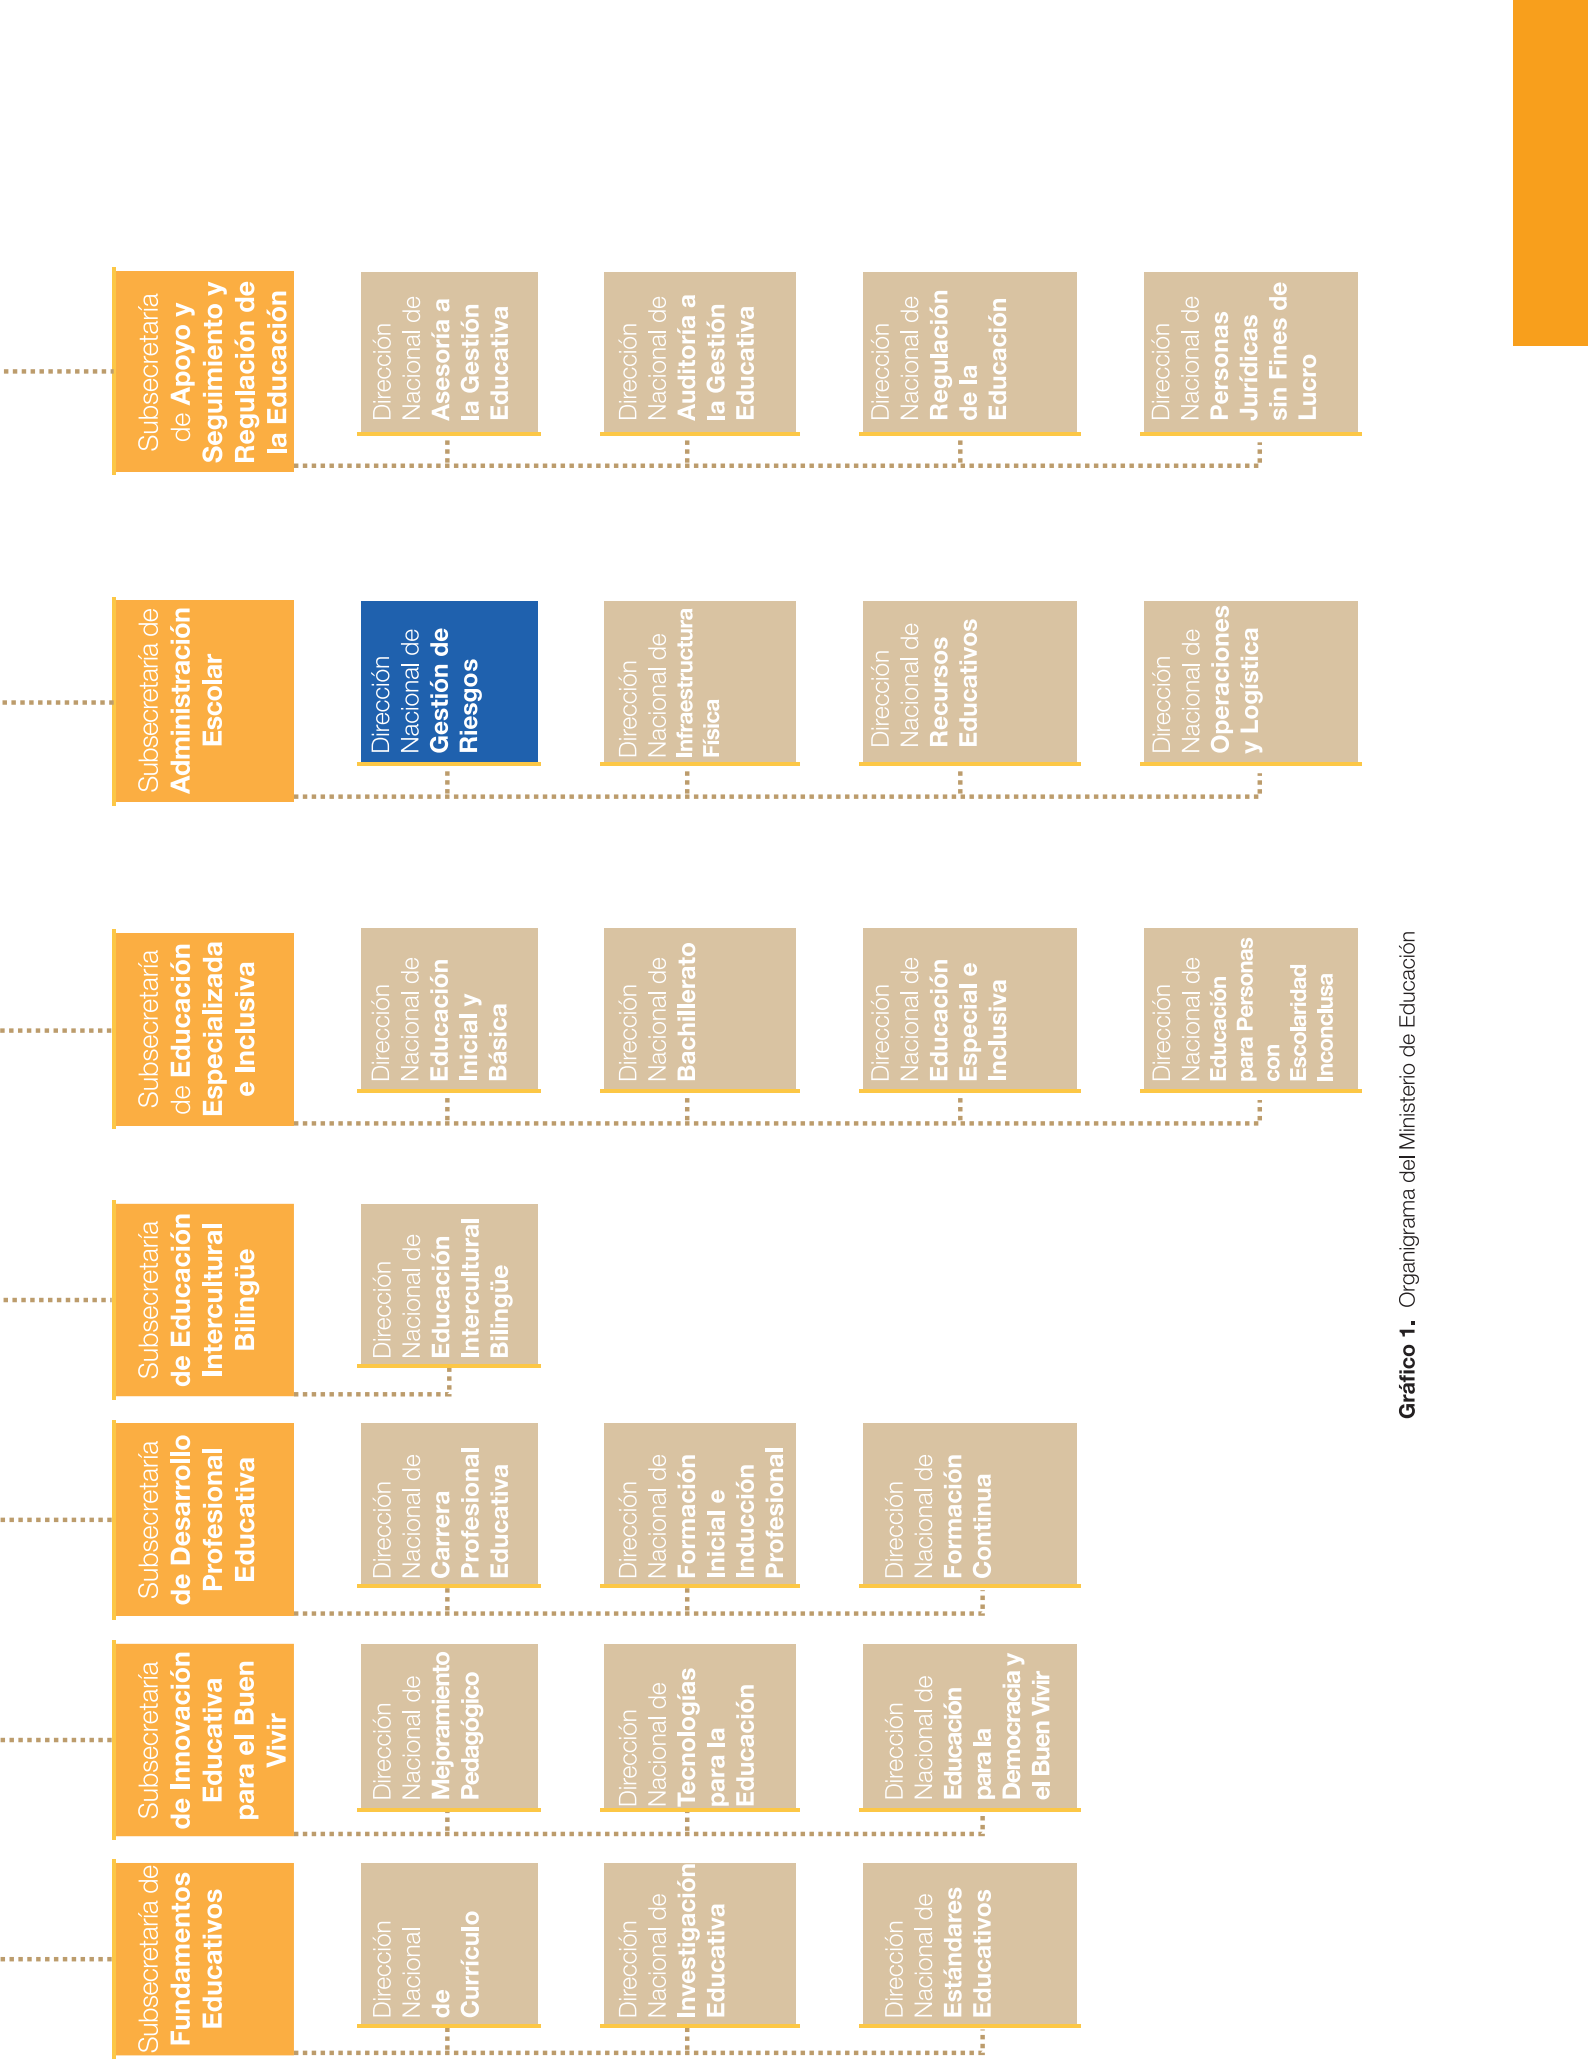 Subsecretaría de
Fundamentos
Educativos
Dirección
Nacional
de
Currículo
Dirección
Nacional de
Investigación
Educativa
Dirección
Nacional de
Estándares
Educativos
Subsecretaría
de Innovación
Educativa
para el Buen
Vivir
Dirección
Nacional de
Mejoramiento
Pedagógico
Dirección
Nacional de
Tecnologías
para la
Educación
Dirección
Nacional de
Educación
para la
Democracia y
el Buen Vivir
Subsecretaría
de Desarrollo
Profesional
Educativa
Dirección
Nacional de
Carrera
Profesional
Educativa
Dirección
Nacional de
Formación
Inicial e
Inducción
Profesional
Dirección
Nacional de
Formación
Continua
Subsecretaría
de Educación
Intercultural
Bilingüe
Dirección
Nacional de
Educación
Intercultural
Bilingüe
Subsecretaría
de Educación
Especializada
e Inclusiva
Dirección
Nacional de
Educación
Inicial y
Básica
Dirección
Nacional de
Bachillerato
Dirección
Nacional de
Educación
Especial e
Inclusiva
Dirección
Nacional de
Educación
para Personas
con
Escolaridad
Inconclusa
Subsecretaría de
Administración
Escolar
Dirección
Nacional de
Gestión de
Riesgos
Dirección
Nacional de
Infraestructura
Física
Dirección
Nacional de
Recursos
Educativos
Dirección
Nacional de
Operaciones
y Logística
Subsecretaría
de Apoyo y
Seguimiento y
Regulación de
la Educación
Dirección
Nacional de
Asesoría a
la Gestión
Educativa
Dirección
Nacional de
Auditoría a
la Gestión
Educativa
Dirección
Nacional de
Regulación
de la
Educación
Dirección
Nacional de
Personas
Jurídicas
sin Fines de
Lucro
Gráfico 1. Organigrama del Ministerio de Educación